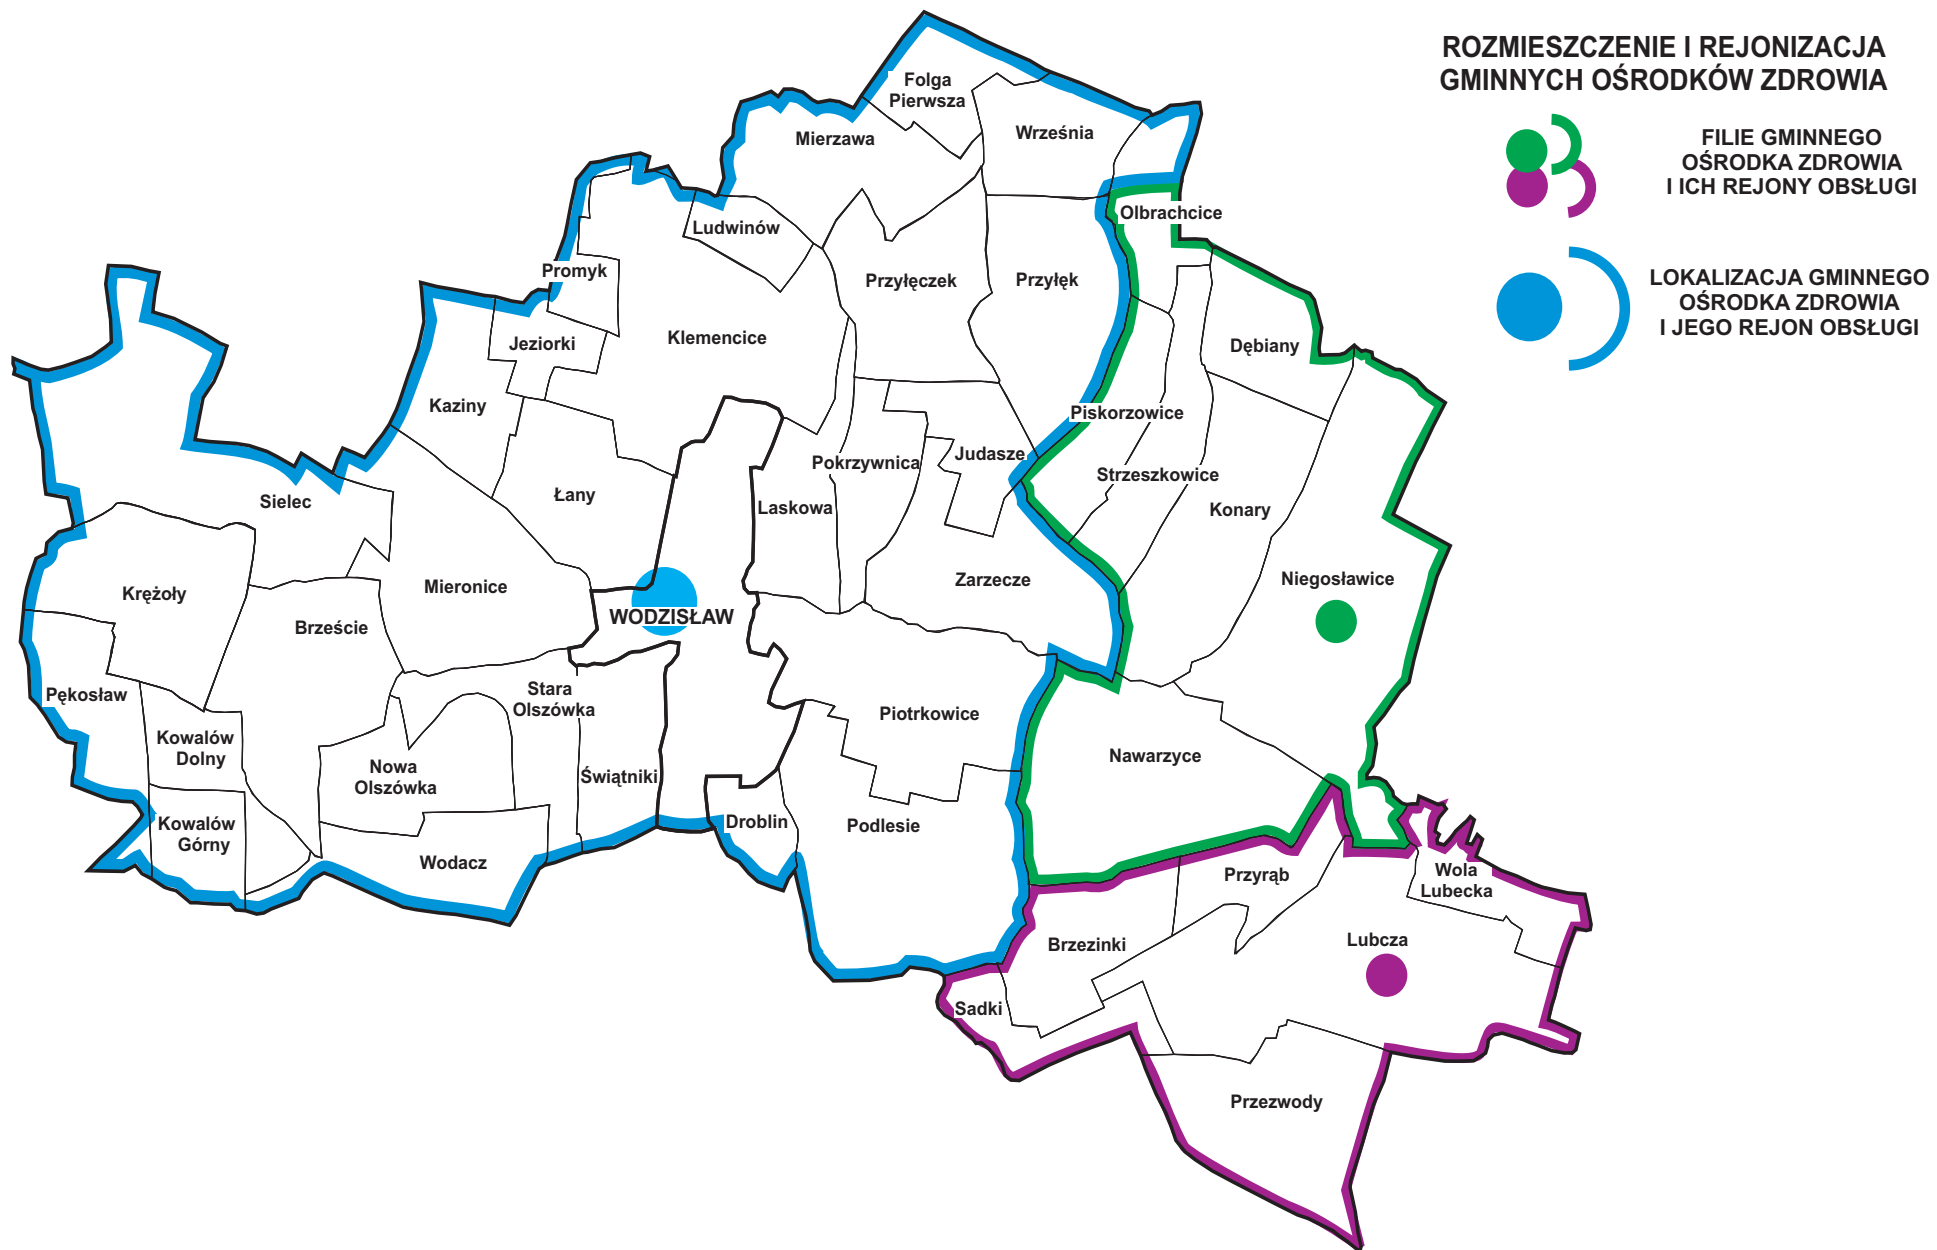 ROZMIESZCZENIE I REJONIZACJA
GMINNYCH OŚRODKÓW ZDROWIA
FILIE GMINNEGO
OŚRODKA ZDROWIA
I ICH REJONY OBSŁUGI
LOKALIZACJA GMINNEGO
OŚRODKA ZDROWIA
I JEGO REJON OBSŁUGI
Folga
Pierwsza
Mierzawa
Września
Olbrachcice
Ludwinów
Promyk
Przyłęczek
Przyłęk
Klemencice
Jeziorki
Dębiany
Kaziny
Piskorzowice
Judasze
Pokrzywnica
Strzeszkowice
Łany
Sielec
Laskowa
Konary
Zarzecze
Niegosławice
Mieronice
Krężoły
WODZISŁAW
Brzeście
Pękosław
Stara
Olszówka
Piotrkowice
Kowalów
Dolny
Nawarzyce
Nowa
Olszówka
Świątniki
Droblin
Podlesie
Kowalów
Górny
Wodacz
Przyrąb
Wola
Lubecka
Brzezinki
Lubcza
Sadki
Przezwody